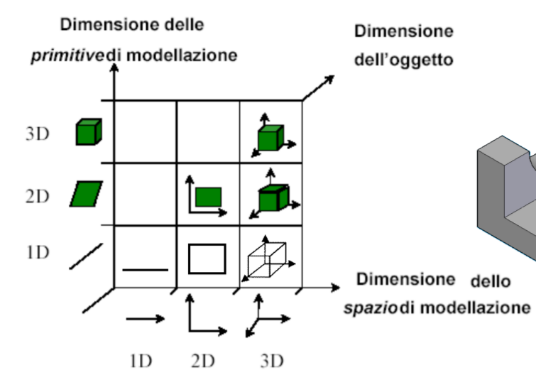 Dimensione delle
primitivedi modellazione
Dimensione
dell'oggetto
3D
2D
1D
Dimensione dello
spaziodi modellazione
1D 2D 3D